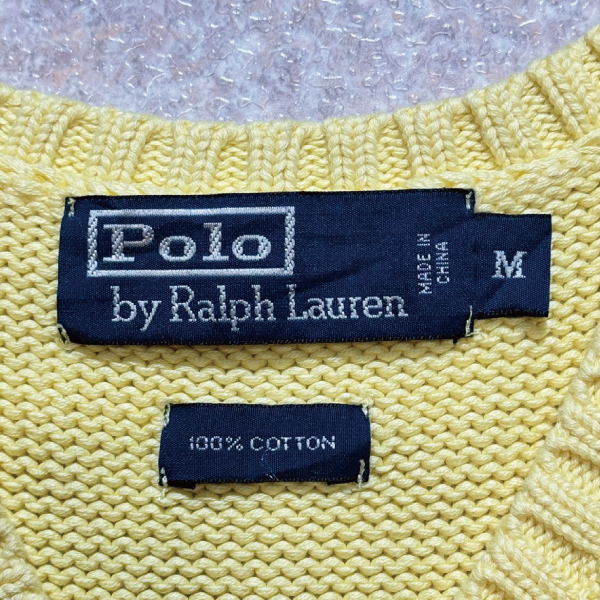 Polo
by Ralph Lauren
MADE IN
CHINA
M
100% COTTON